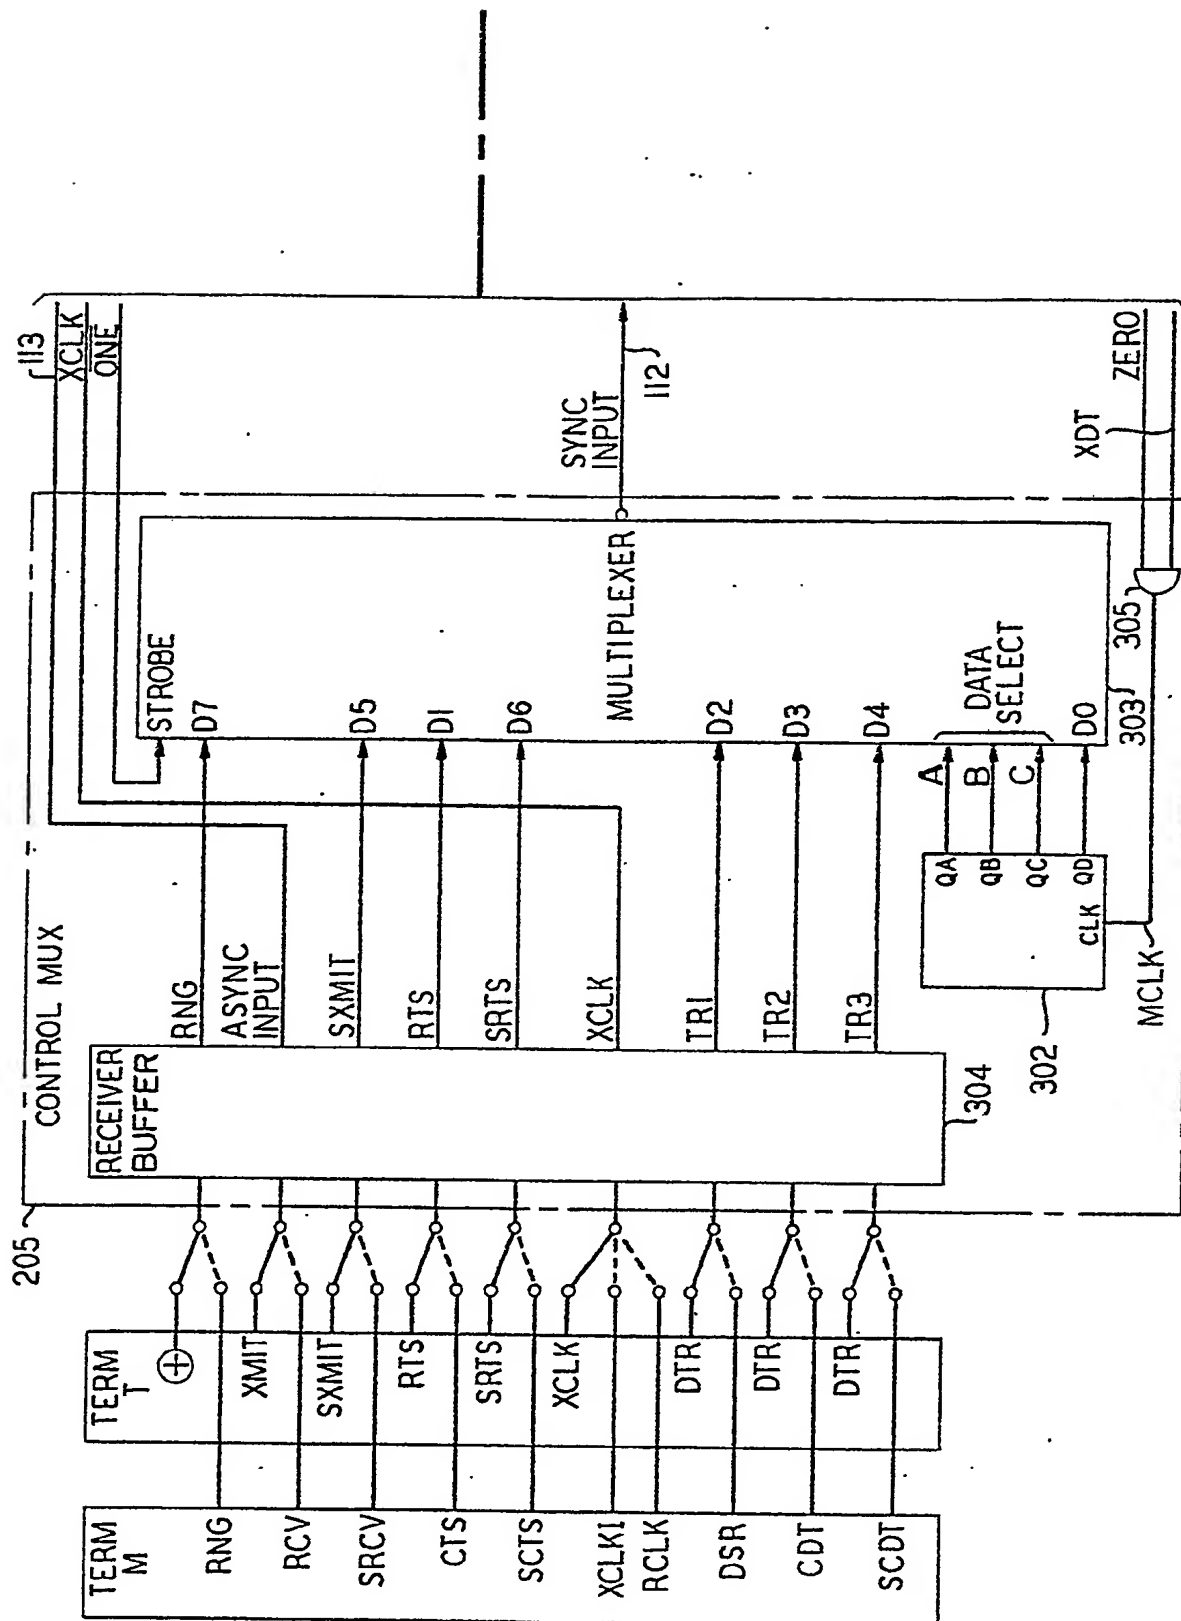 205
CONTROL MUX
113
XCLK
ONE
TERM
M
RNG
RCV
SRCV
CTS
SCTS
XCLKI
RCLK
DSR
CDT
SCDT
TERM
T
+
XMIT
SXMIT
RTS
SRTS
XCLK
DTR
DTR
DTR
RECEIVER
BUFFER
304
RNG
ASYNC
INPUT
SXMIT
RTS
SRTS
XCLK
TR1
TR2
TR3
302
QA
QB
QC
QD
CLK
MCLK
A
B
C
STROBE
D7
D5
D1
D6
MULTIPLEXER
D2
D3
D4
DATA
SELECT
D0
303
305
SYNC
INPUT
112
ZERO
XDT